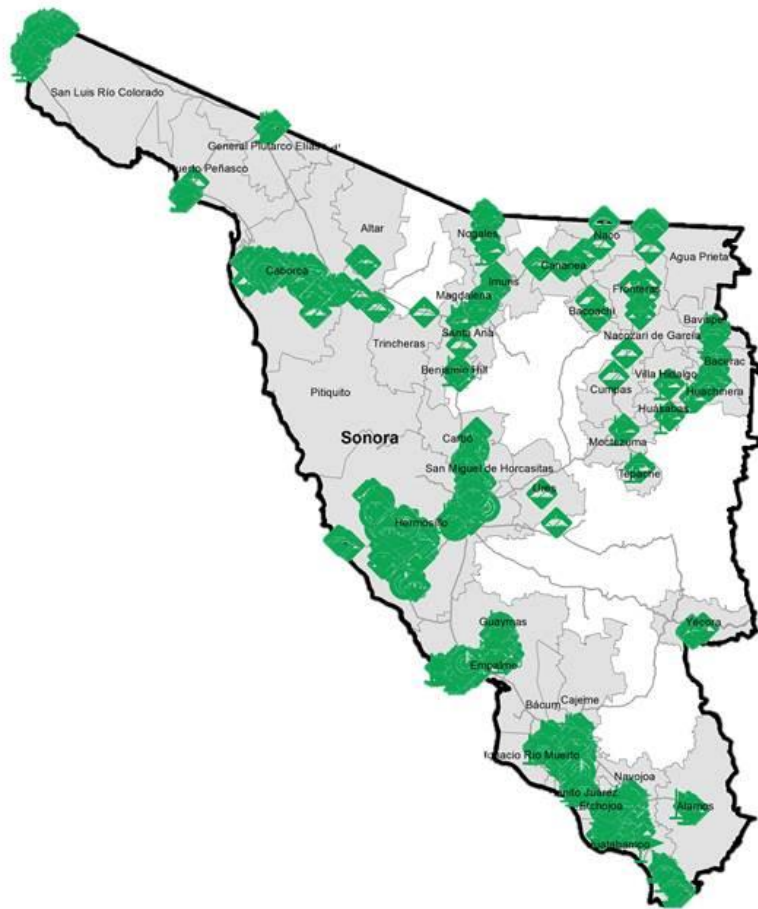 San Luis Río Colorado
General Plutarco Elías
Puerto Peñasco
Altar
Nogales
Naco
Agua Prieta
Caborca
Cananea
Imuris
Fronteras
Magdalena
Bacoachi
Bavispe
Santa Ana
Nacozari de García
Trincheras
Bacerac
Benjamin Hill
Villa Hidalgo
Cumpas
Huachinera
Pitiquito
Huásabas
Sonora
Carbó
Moctezuma
San Miguel de Horcasitas
Tepache
Ures
Hermosillo
Guaymas
Yécora
Empalme
Bácum
Cajeme
Ignacio Río Muerto
Navojoa
Benito Juárez
Etchojoa
Alamos
Huatabampo